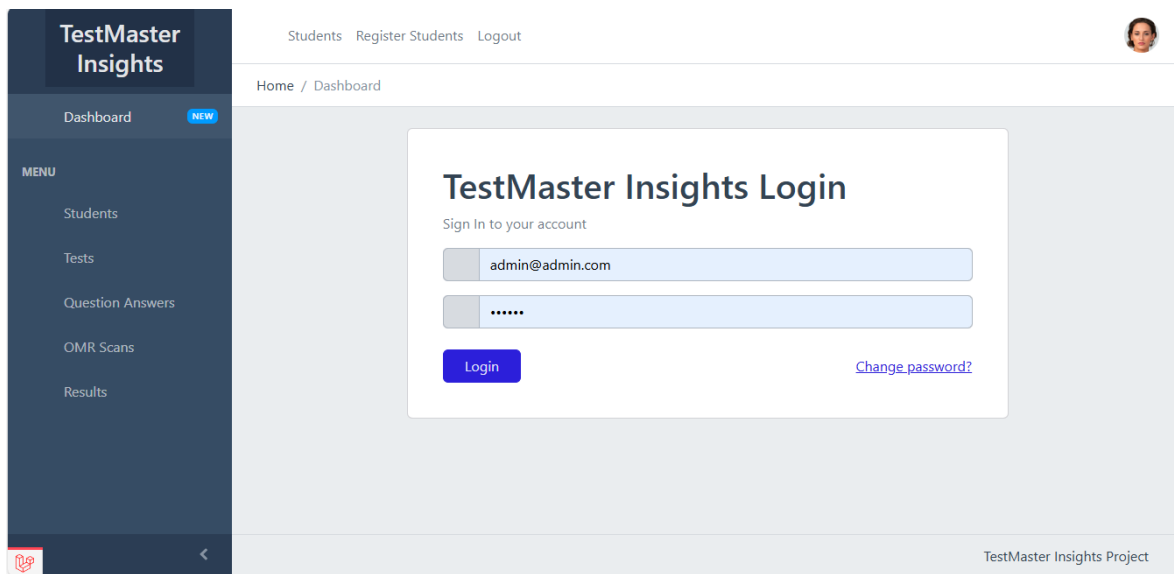 TestMaster
Insights
Students Register Students Logout
Home / Dashboard
Dashboard NEW
MENU
Students
Tests
Question Answers
OMR Scans
Results
TestMaster Insights Login
Sign In to your account
admin@admin.com
••••••
Login Change password?
TestMaster Insights Project